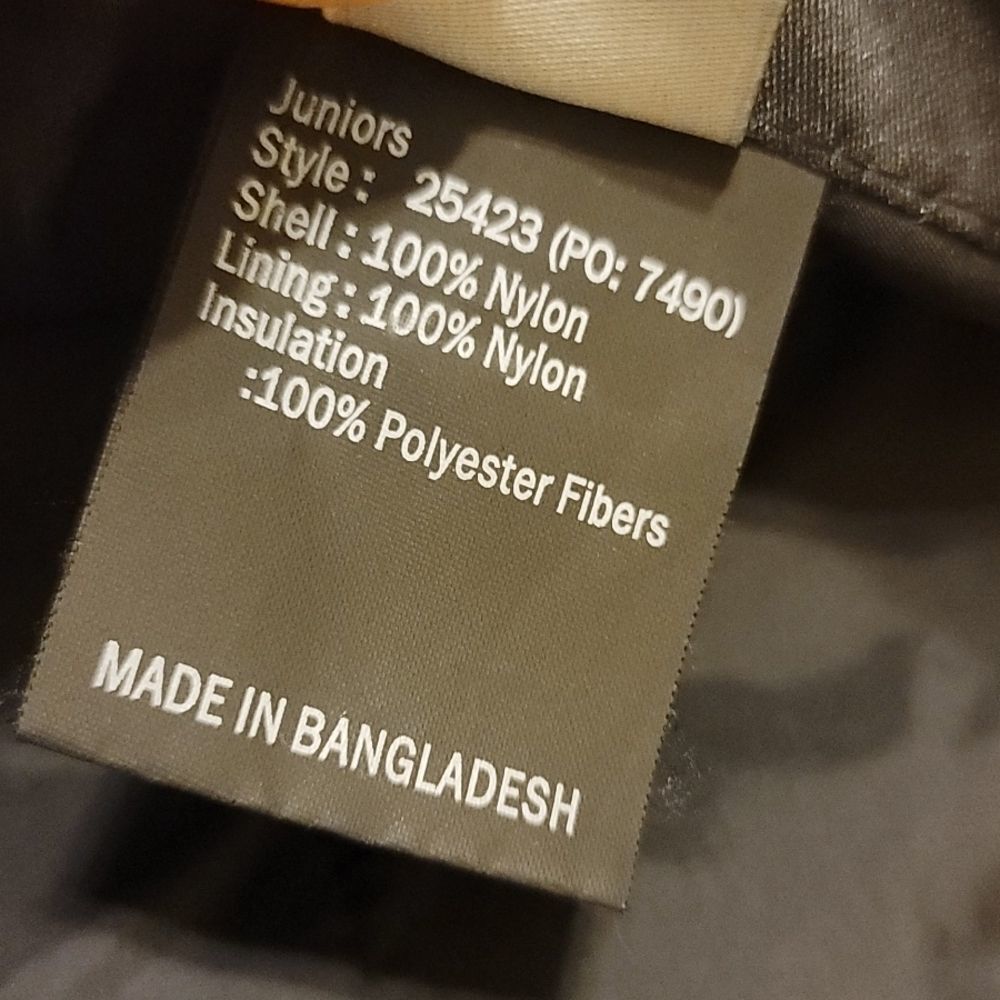 Juniors
Style : 25423 (PO: 7490)
Shell : 100% Nylon
Lining : 100% Nylon
Insulation
:100% Polyester Fibers
MADE IN BANGLADESH